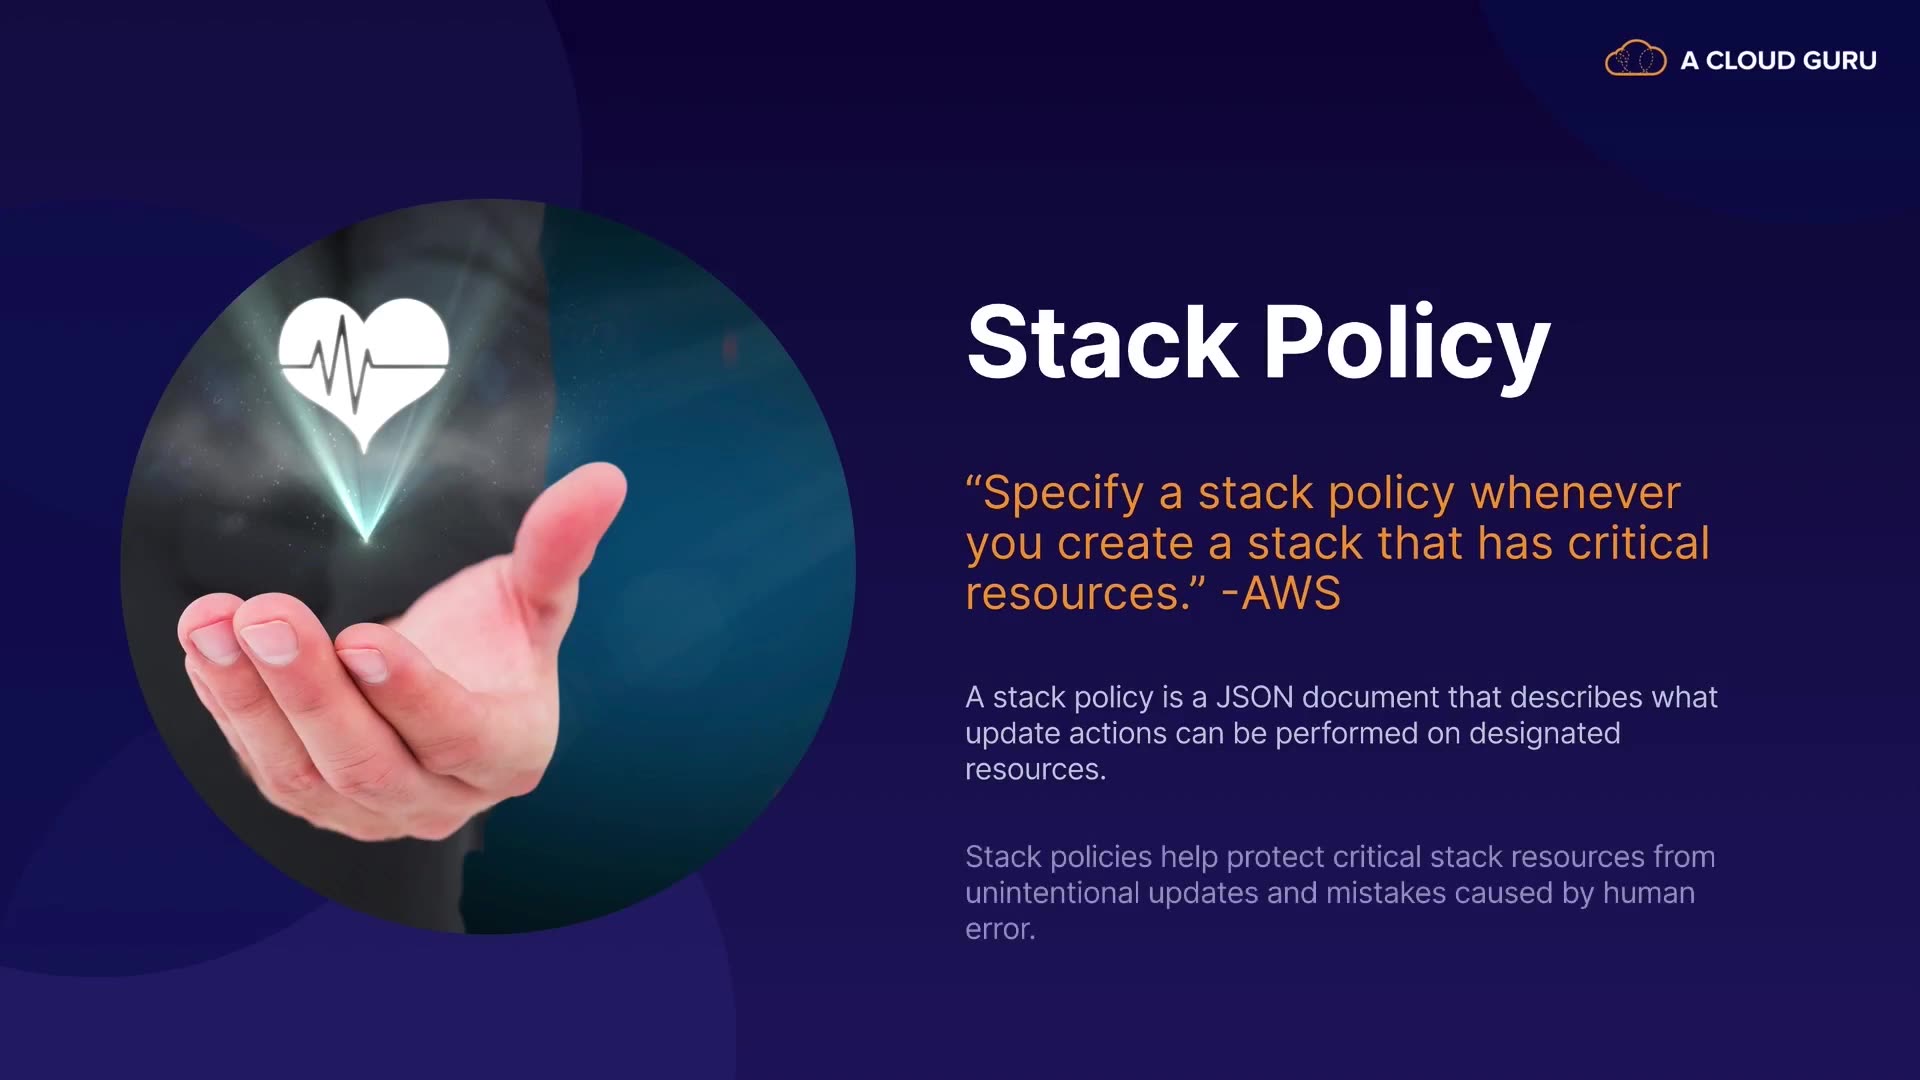 A CLOUD GURU
Stack Policy
“Specify a stack policy whenever
you create a stack that has critical
resources.” -AWS
A stack policy is a JSON document that describes what
update actions can be performed on designated
resources.
Stack policies help protect critical stack resources from
unintentional updates and mistakes caused by human
error.